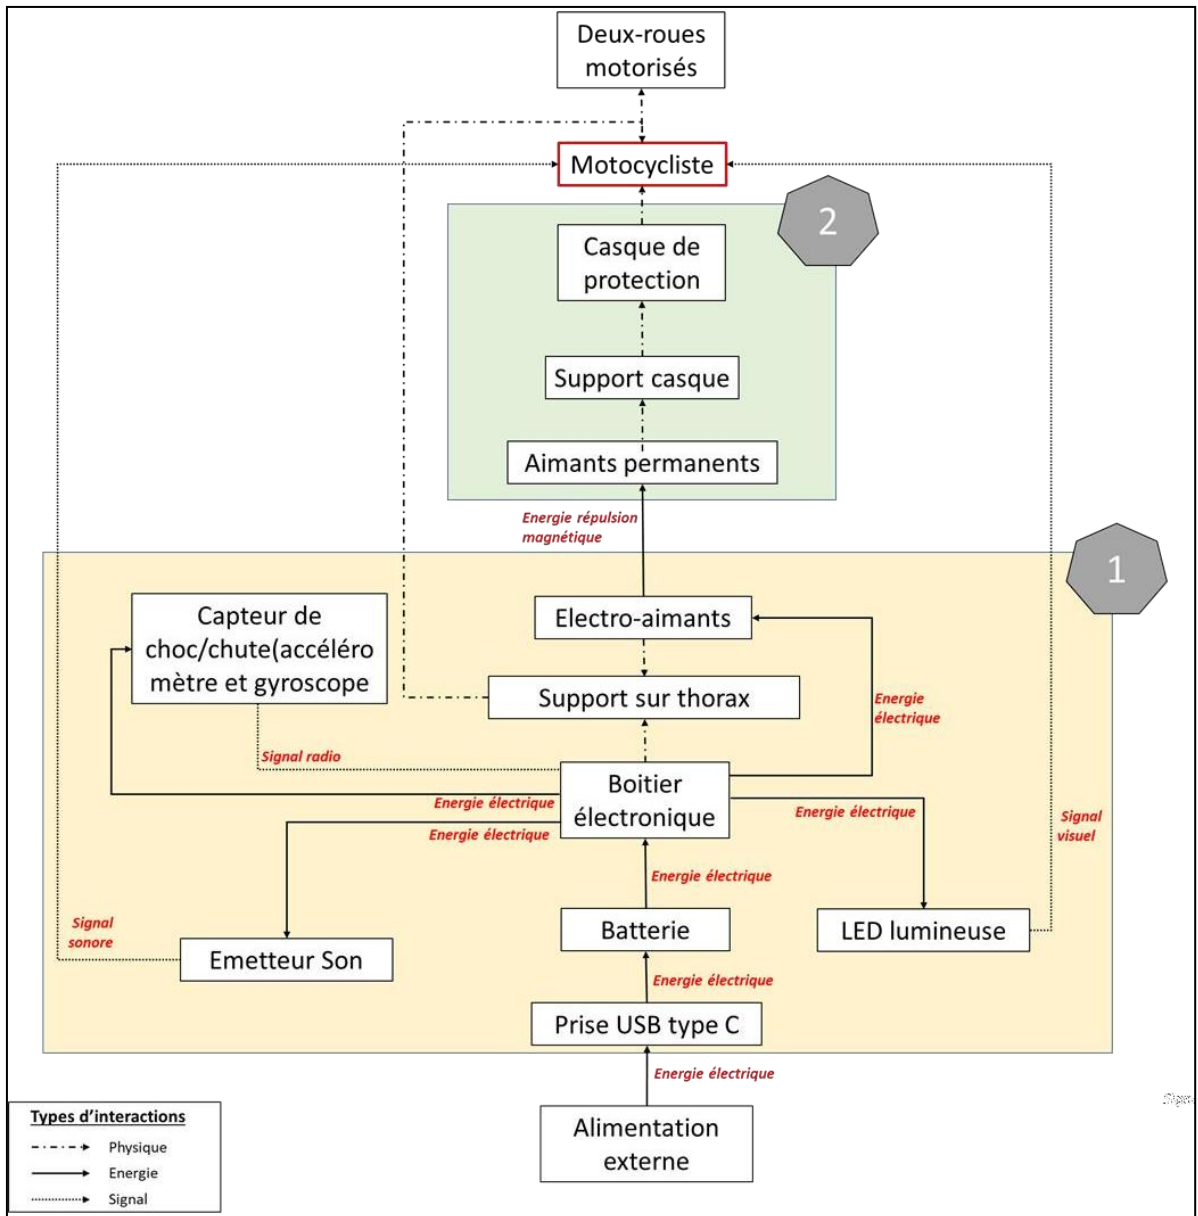 Deux-roues
motorisés
Motocycliste
2
Casque de
protection
Support casque
Aimants permanents
Energie répulsion
magnétique
1
Electro-aimants
Capteur de
choc/chute(accéléro
mètre et gyroscope
Support sur thorax
Energie
électrique
Signal radio
Boitier
électronique
Energie électrique
Energie électrique
Energie électrique
Signal
visuel
Energie électrique
Batterie
LED lumineuse
Signal
sonore
Emetteur Son
Energie électrique
Prise USB type C
Energie électrique
Alimentation
externe
Types d'interactions
Physique
Energie
Signal